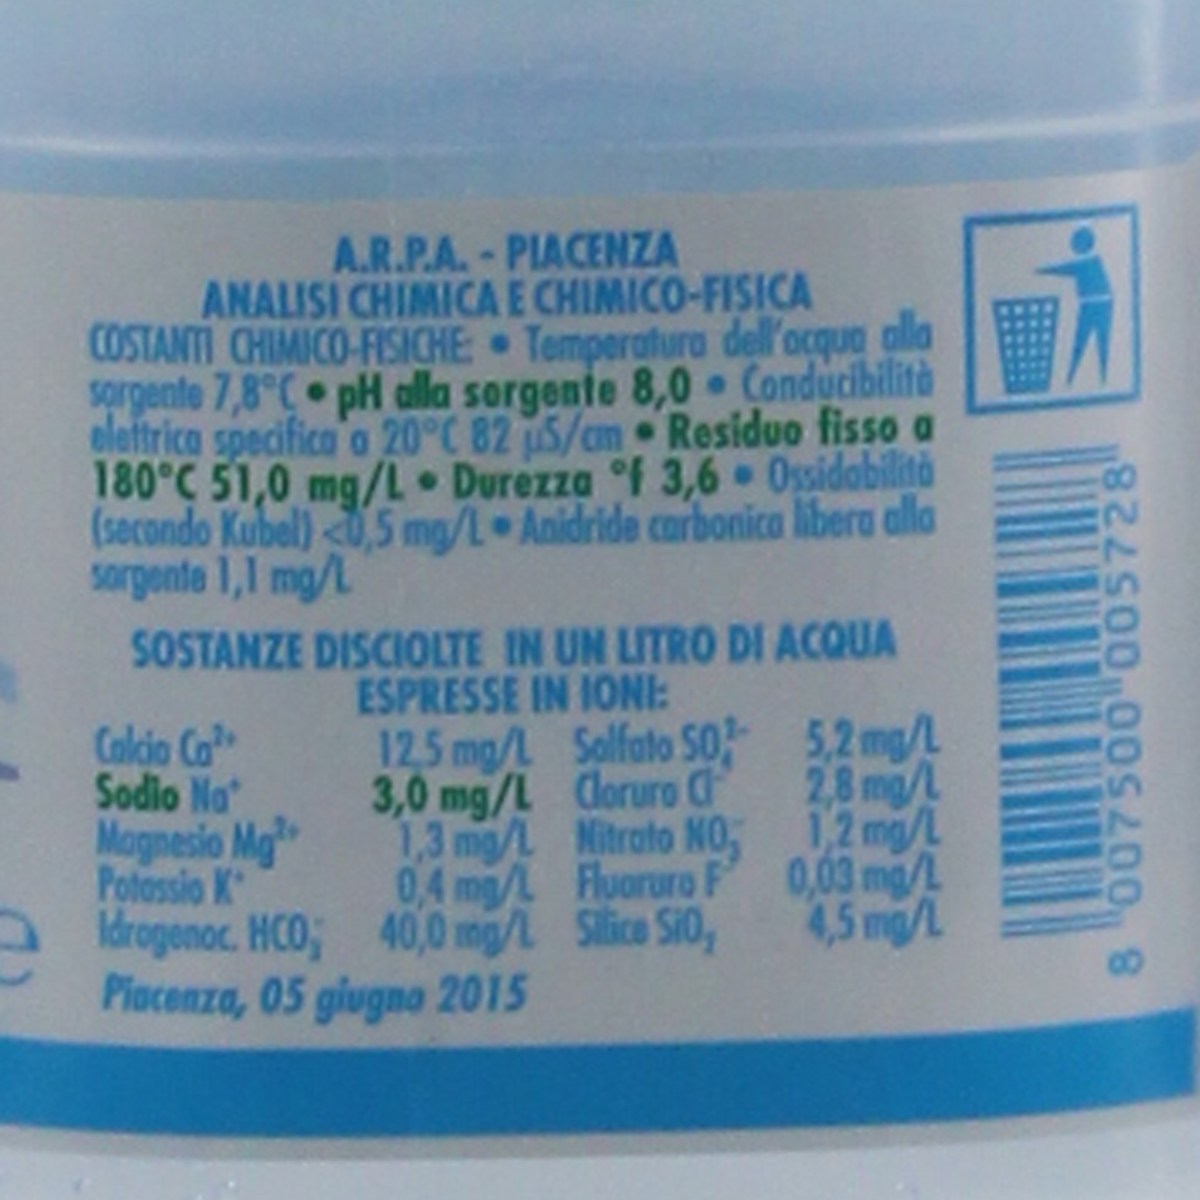 A.R.P.A. - PIACENZA
ANALISI CHIMICA E CHIMICO-FISICA
COSTANTI CHIMICO-FISICHE: • Temperatura dell'acqua alla
sorgente 7,8°C • pH alla sorgente 8,0 • Conducibilità
elettrica specifica a 20°C 82 µS/cm • Residuo fisso a
180°C 51,0 mg/L • Durezza °f 3,6 • Ossidabilità
(secondo Kubel) <0,5 mg/L • Anidride carbonica libera alla
sorgente 1,1 mg/L
SOSTANZE DISCIOLTE IN UN LITRO DI ACQUA
ESPRESSE IN IONI:
Calcio Ca²⁺ 12,5 mg/L Solfato SO₄²⁻ 5,2 mg/L
Sodio Na⁺ 3,0 mg/L Cloruro Cl⁻ 2,8 mg/L
Magnesio Mg²⁺ 1,3 mg/L Nitrato NO₃⁻ 1,2 mg/L
Potassio K⁺ 0,4 mg/L Fluoruro F⁻ 0,03 mg/L
Idrogenoc. HCO₃⁻ 40,0 mg/L Silice SiO₂ 4,5 mg/L
Piacenza, 05 giugno 2015
8 007500 005728